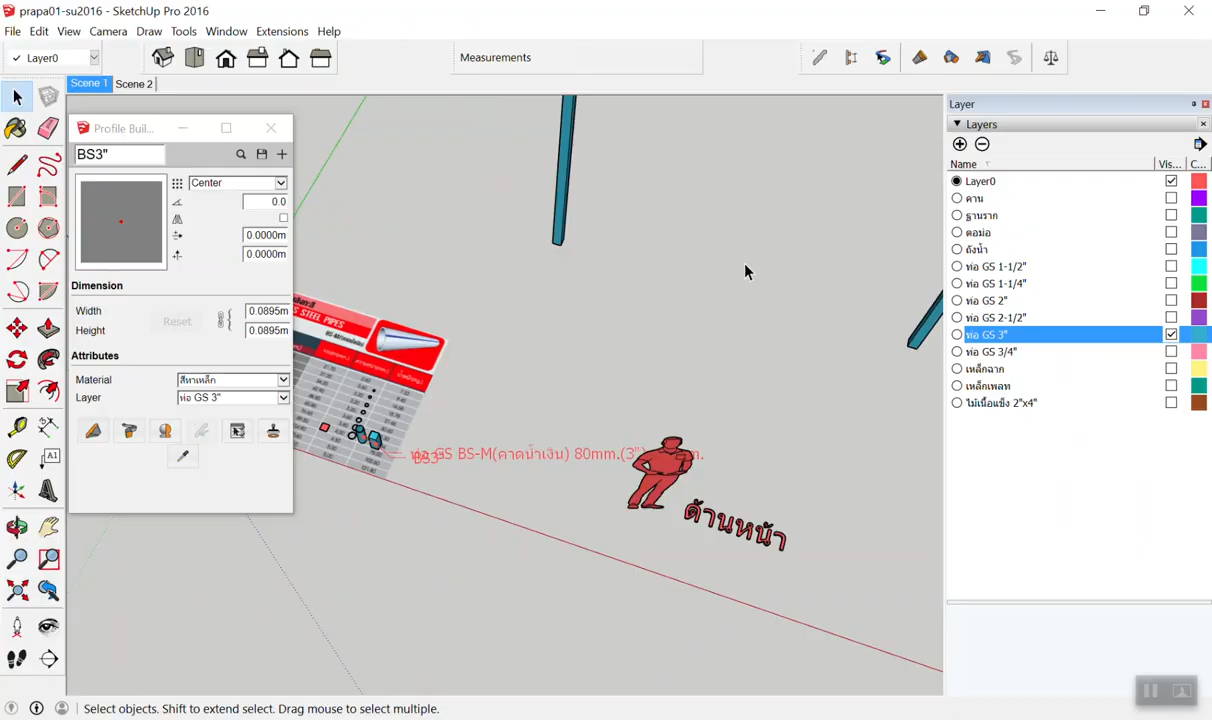 prapa01-su2016 - SketchUp Pro 2016
File Edit View Camera Draw Tools Window Extensions Help
Layer0
Measurements
Scene 1 Scene 2
Profile Buil...
BS3"
Center
0.0
0.0000m
0.0000m
Dimension
Width 0.0895m
Height 0.0895m
Reset
Attributes
Material สีทาเหล็ก
Layer ท่อ GS 3"
STEEL PIPES
ท่อ GS BS-M(คาดน้ำเงิน) 80mm.(3")
BS3"
ด้านหน้า
Layer
Layers
Name Vis... C...
Layer0
คาน
ฐานราก
ตอม่อ
ถังน้ำ
ท่อ GS 1-1/2"
ท่อ GS 1-1/4"
ท่อ GS 2"
ท่อ GS 2-1/2"
ท่อ GS 3"
ท่อ GS 3/4"
เหล็กฉาก
เหล็กเพลท
ไม้เนื้อแข็ง 2"x4"
Select objects. Shift to extend select. Drag mouse to select multiple.